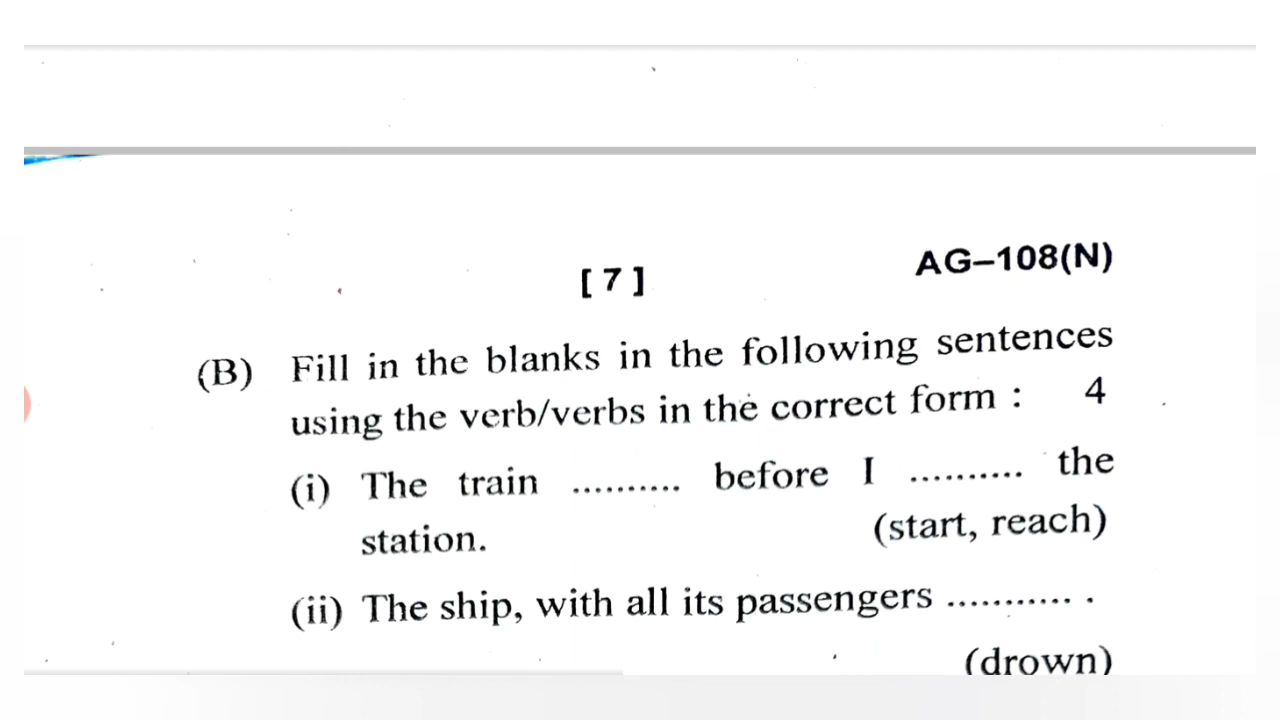 [ 7 ] AG–108(N)
(B) Fill in the blanks in the following sentences
using the verb/verbs in the correct form : 4
(i) The train .......... before I ........... the
station. (start, reach)
(ii) The ship, with all its passengers ............ .
(drown)